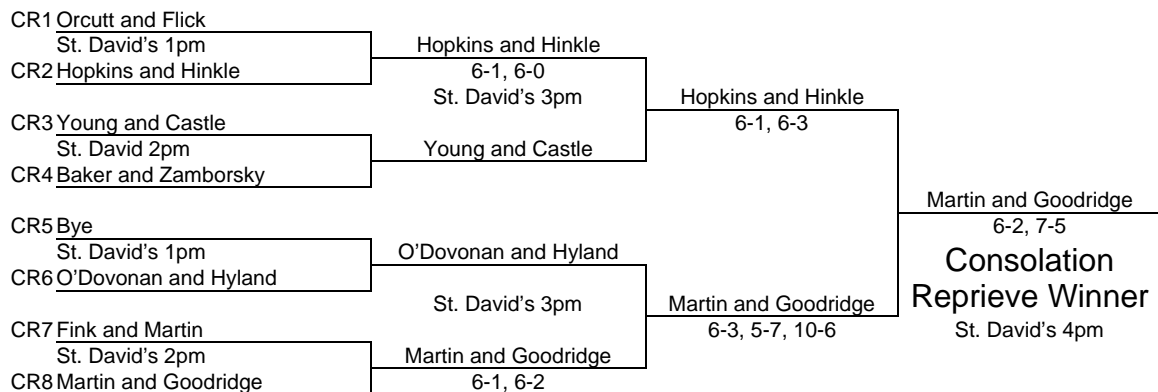 CR1 Orcutt and Flick
St. David's 1pm
CR2 Hopkins and Hinkle
CR3 Young and Castle
St. David 2pm
CR4 Baker and Zamborsky
CR5 Bye
St. David's 1pm
CR6 O'Dovonan and Hyland
CR7 Fink and Martin
St. David's 2pm
CR8 Martin and Goodridge
Hopkins and Hinkle
6-1, 6-0
St. David's 3pm
Young and Castle
O'Dovonan and Hyland
St. David's 3pm
Martin and Goodridge
6-1, 6-2
Hopkins and Hinkle
6-1, 6-3
Martin and Goodridge
6-3, 5-7, 10-6
Martin and Goodridge
6-2, 7-5
Consolation
Reprieve Winner
St. David's 4pm